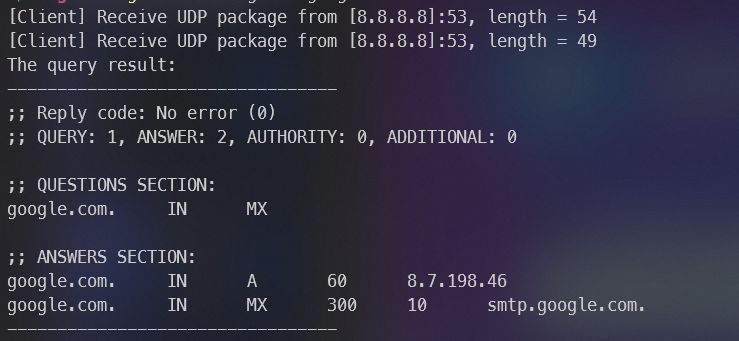 [Client] Receive UDP package from [8.8.8.8]:53, length = 54
[Client] Receive UDP package from [8.8.8.8]:53, length = 49
The query result:
---------------------------------
;; Reply code: No error (0)
;; QUERY: 1, ANSWER: 2, AUTHORITY: 0, ADDITIONAL: 0
;; QUESTIONS SECTION:
google.com. IN MX
;; ANSWERS SECTION:
google.com. IN A 60 8.7.198.46
google.com. IN MX 300 10 smtp.google.com.
---------------------------------